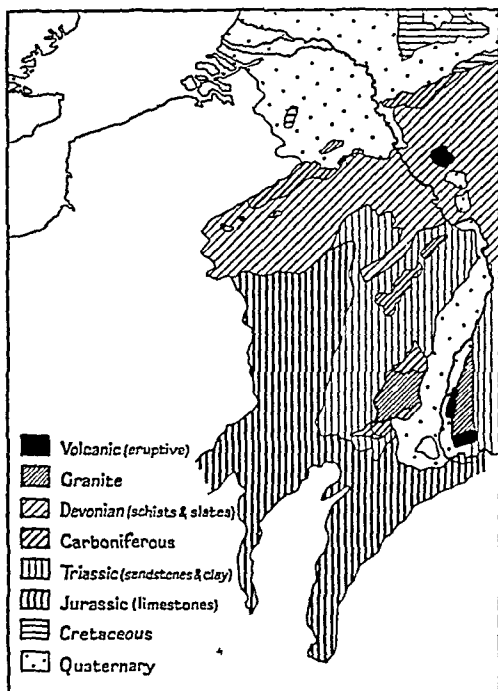 Volcanic (eruptive)
Granite
Devonian (schists & slates)
Carboniferous
Triassic (sandstones & clay)
Jurassic (limestones)
Cretaceous
Quaternary